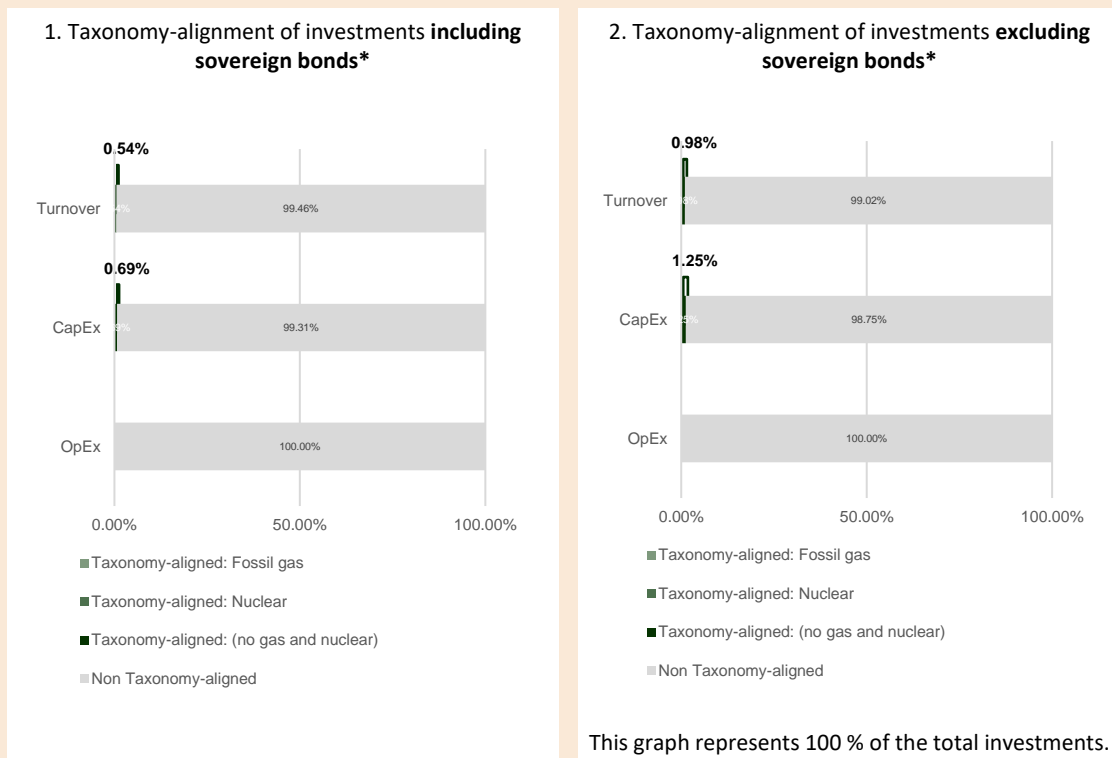 1. Taxonomy-alignment of investments including
sovereign bonds*
0.54%
Turnover
99.46%
0.69%
CapEx
99.31%
OpEx
100.00%
0.00%
50.00%
100.00%
Taxonomy-aligned: Fossil gas
Taxonomy-aligned: Nuclear
Taxonomy-aligned: (no gas and nuclear)
Non Taxonomy-aligned
2. Taxonomy-alignment of investments excluding
sovereign bonds*
0.98%
Turnover
99.02%
1.25%
CapEx
98.75%
OpEx
100.00%
0.00%
50.00%
100.00%
Taxonomy-aligned: Fossil gas
Taxonomy-aligned: Nuclear
Taxonomy-aligned: (no gas and nuclear)
Non Taxonomy-aligned
This graph represents 100 % of the total investments.